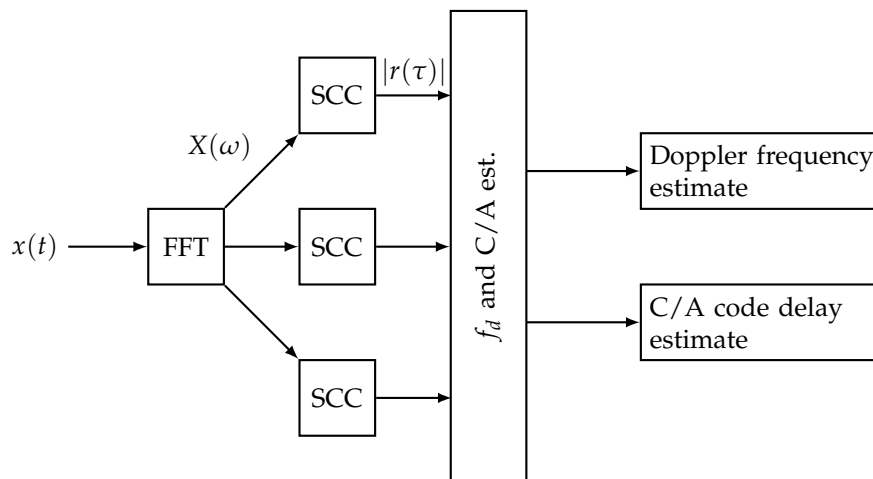 SCC
|r(τ)|
X(ω)
x(t)
FFT
SCC
SCC
f_d and C/A est.
Doppler frequency
estimate
C/A code delay
estimate